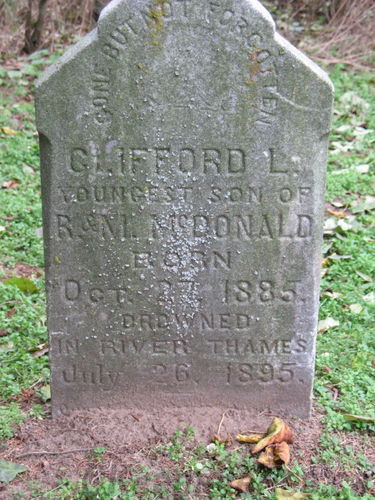 GONE BUT NOT FORGOTTEN
CLIFFORD L.
YOUNGEST SON OF
R. & M. McDONALD
BORN
Oct. 27, 1885.
DROWNED
IN RIVER THAMES
July 26, 1895.